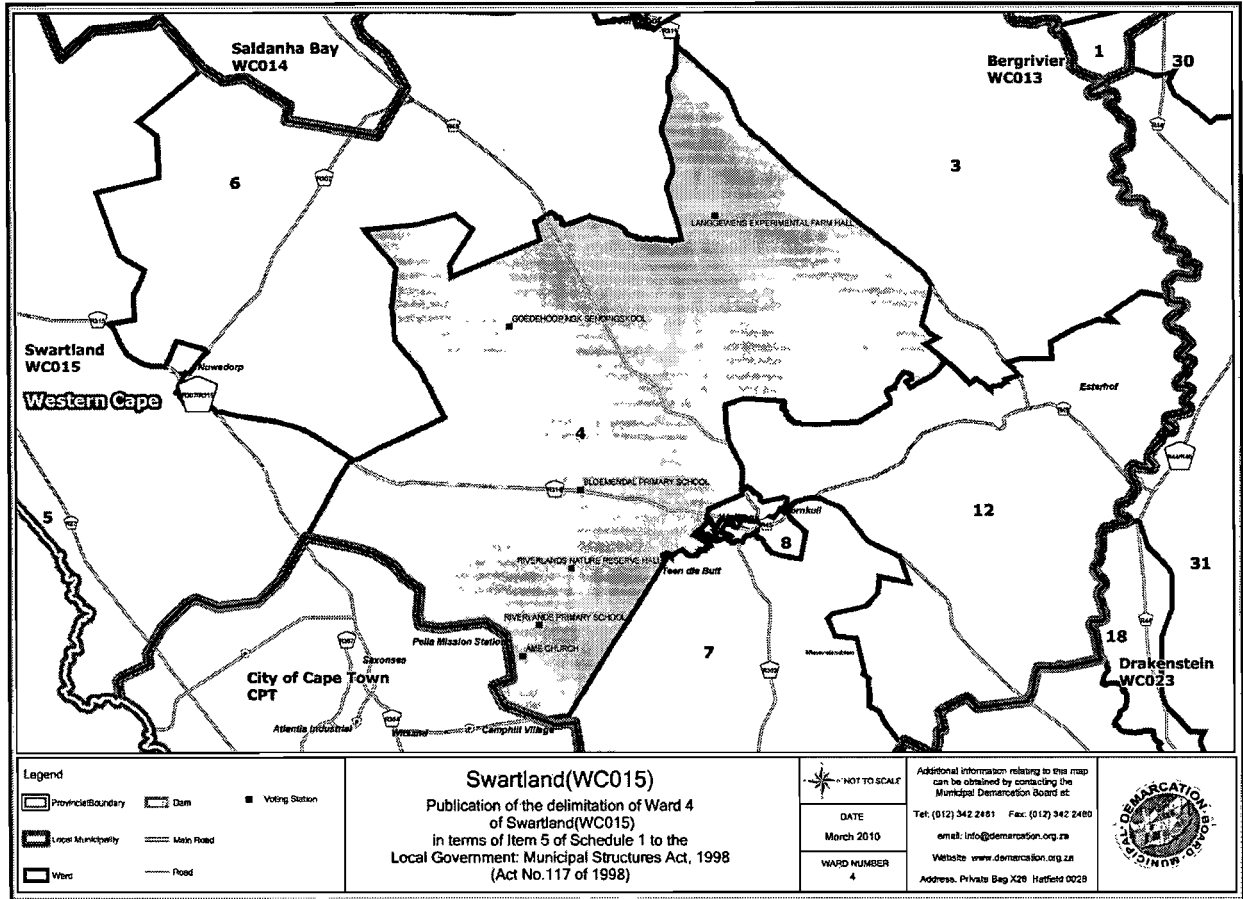 Saldanha Bay
WC014
Bergrivier
WC013
1
30
6
3
LANGGEWENS EXPERIMENTAL FARM HALL
GOEDEHOOP NGK SENDINGSKOOL
R315
Swartland
WC015
Nuwedorp
Western Cape
Esterhof
4
BLOEMENDAL PRIMARY SCHOOL
5
12
8
RIVERLANDS NATURE RESERVE HALL
Teen die Bult
31
RIVERLANDS PRIMARY SCHOOL
Pella Mission Station
AME CHURCH
7
18
Saxonsea
City of Cape Town
CPT
Drakenstein
WC023
Atlantis Industrial
Witsand
Camphill Village
Legend
ProvincialBoundary
Dam
Voting Station
Local Municipality
Main Road
Ward
Road
Swartland(WC015)
Publication of the delimitation of Ward 4
of Swartland(WC015)
in terms of Item 5 of Schedule 1 to the
Local Government: Municipal Structures Act, 1998
(Act No.117 of 1998)
NOT TO SCALE
DATE
March 2010
WARD NUMBER
4
Additional information relating to this map
can be obtained by contacting the
Municipal Demarcation Board at:
Tel: (012) 342 2481 Fax: (012) 342 2480
email: info@demarcation.org.za
Website www.demarcation.org.za
Address. Private Bag X28 Hatfield 0028
MUNICIPAL DEMARCATION BOARD